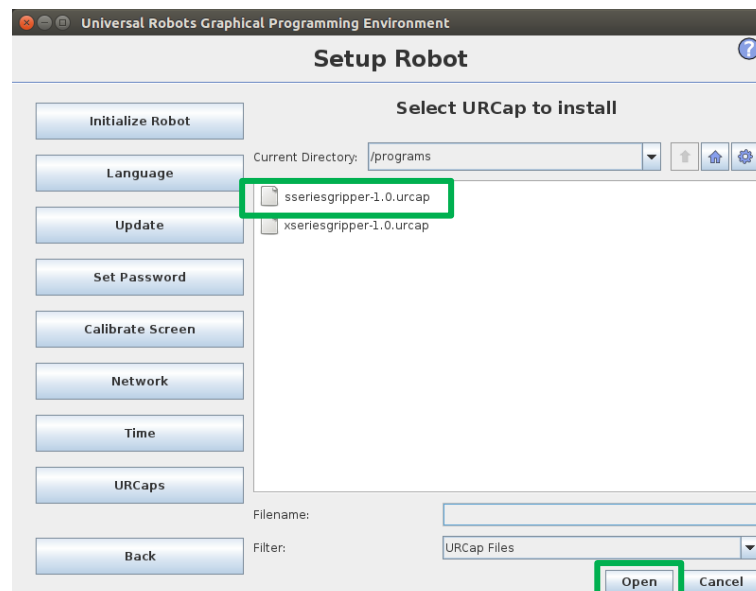 Universal Robots Graphical Programming Environment
Setup Robot
?
Select URCap to install
Initialize Robot
Language
Update
Set Password
Calibrate Screen
Network
Time
URCaps
Back
Current Directory: /programs
sseriesgripper-1.0.urcap
xseriesgripper-1.0.urcap
Filename:
Filter: URCap Files
Open Cancel